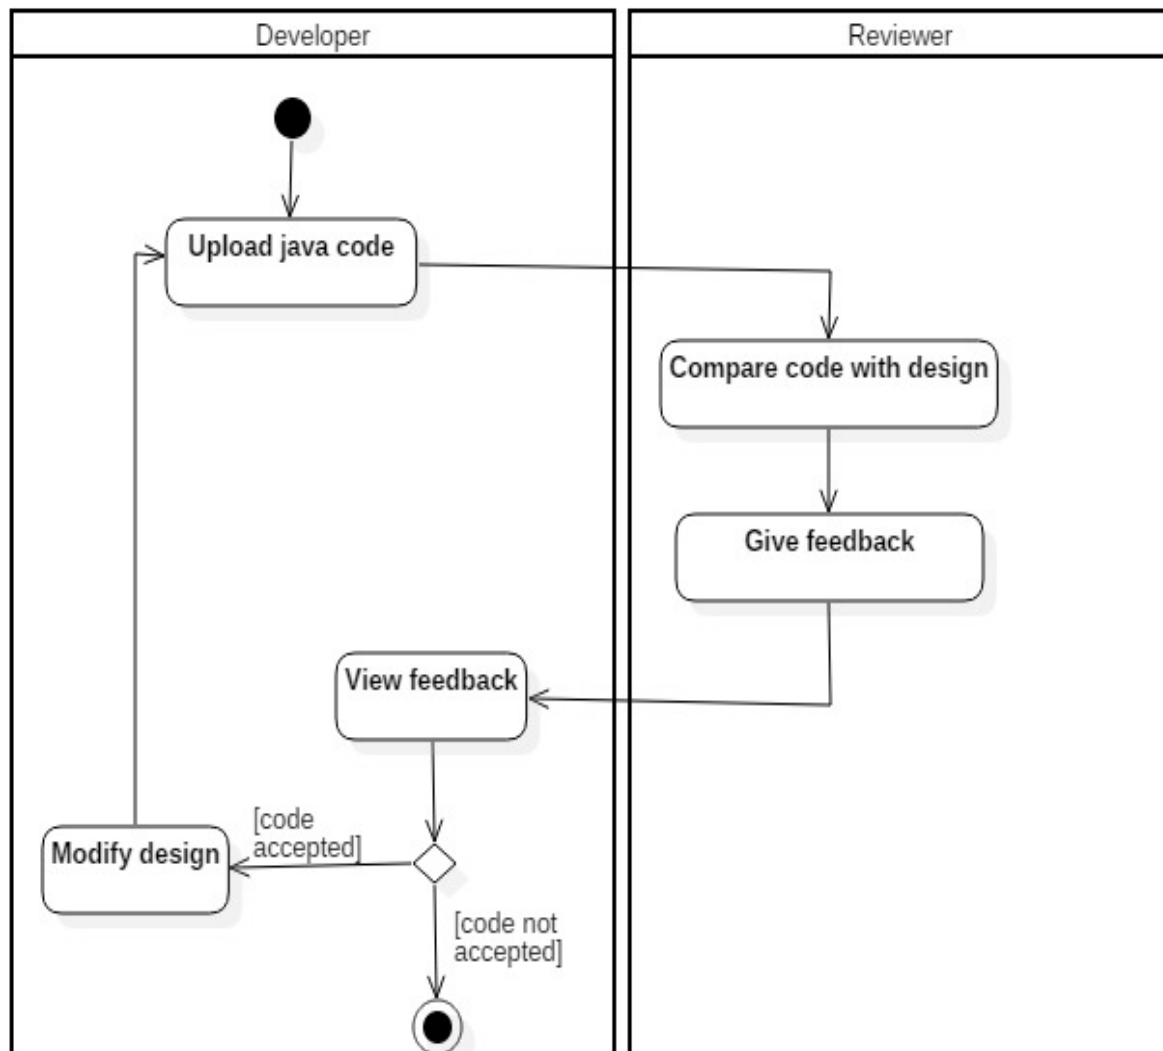 Developer
Reviewer
Upload java code
Compare code with design
Give feedback
View feedback
[code
accepted]
Modify design
[code not
accepted]